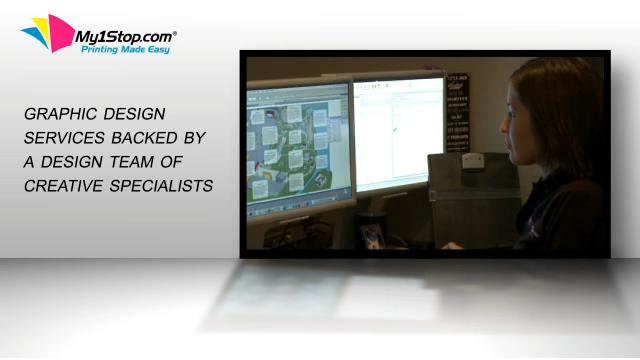 My1Stop.com®
Printing Made Easy
GRAPHIC DESIGN
SERVICES BACKED BY
A DESIGN TEAM OF
CREATIVE SPECIALISTS